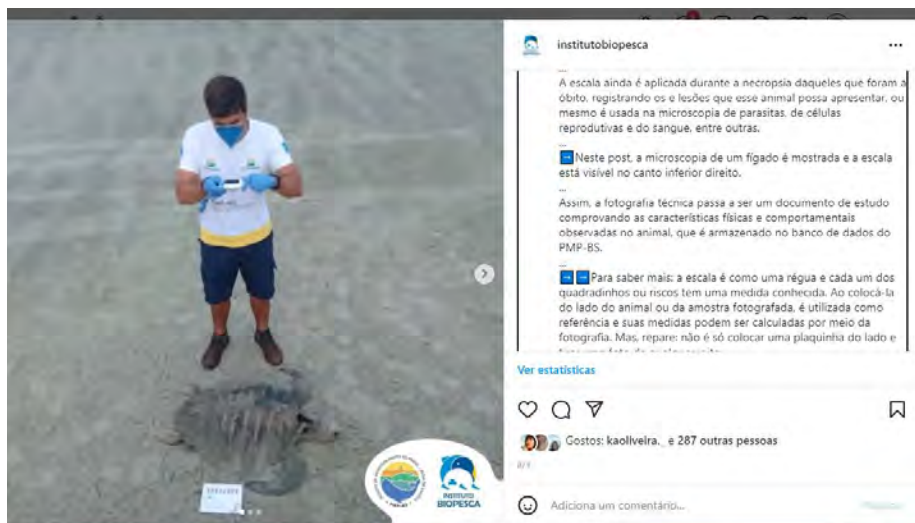 institutobiopesca
...
A escala ainda é aplicada durante a necropsia daqueles que foram a
óbito, registrando os e lesões que esse animal possa apresentar, ou
mesmo é usada na microscopia de parasitas, de células
reprodutivas e do sangue, entre outras.
...
Neste post, a microscopia de um fígado é mostrada e a escala
está visível no canto inferior direito.
...
Assim, a fotografia técnica passa a ser um documento de estudo
comprovando as características físicas e comportamentais
observadas no animal, que é armazenado no banco de dados do
PMP-BS.
...
Para saber mais: a escala é como uma régua e cada um dos
quadradinhos ou riscos tem uma medida conhecida. Ao colocá-la
do lado do animal ou da amostra fotografada, é utilizada como
referência e suas medidas podem ser calculadas por meio da
fotografia. Mas, repare: não é só colocar uma plaquinha do lado e
Ver estatísticas
Gostos: kaoliveira._ e 287 outras pessoas
Adiciona um comentário...
INSTITUTO
BIOPESCA